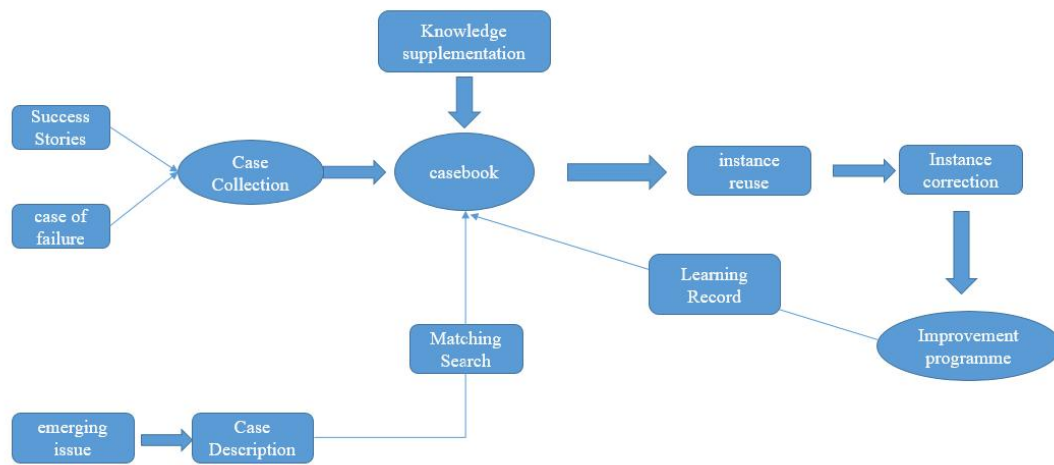 Knowledge
supplementation
Success
Stories
Case
Collection
casebook
instance
reuse
Instance
correction
case of
failure
Learning
Record
Matching
Search
Improvement
programme
emerging
issue
Case
Description